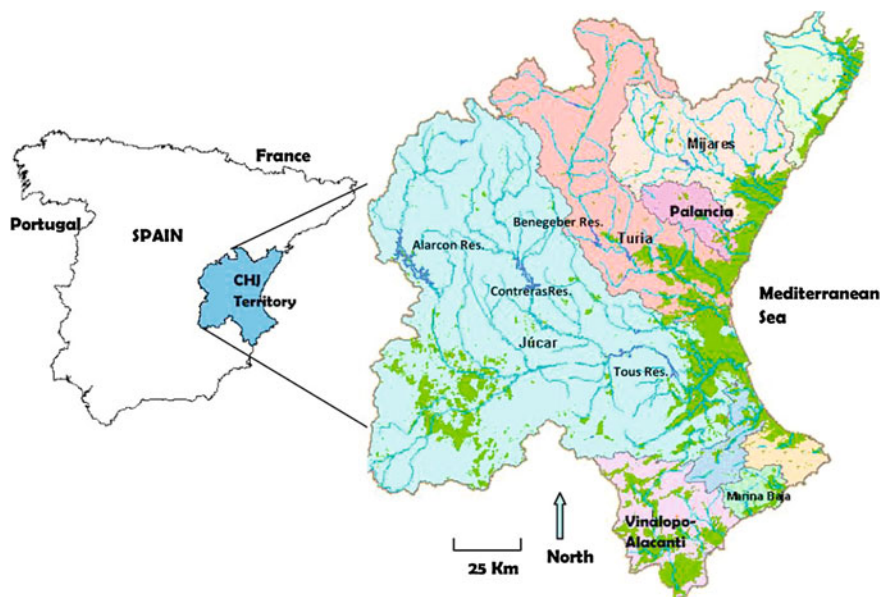 France
Portugal
SPAIN
CHJ
Territory
Mijares
Palancia
Benegeber Res.
Turia
Alarcon Res.
ContrerasRes.
Mediterranean
Sea
Júcar
Tous Res.
Marina Baja
Vinalopo-
Alacanti
North
25 Km